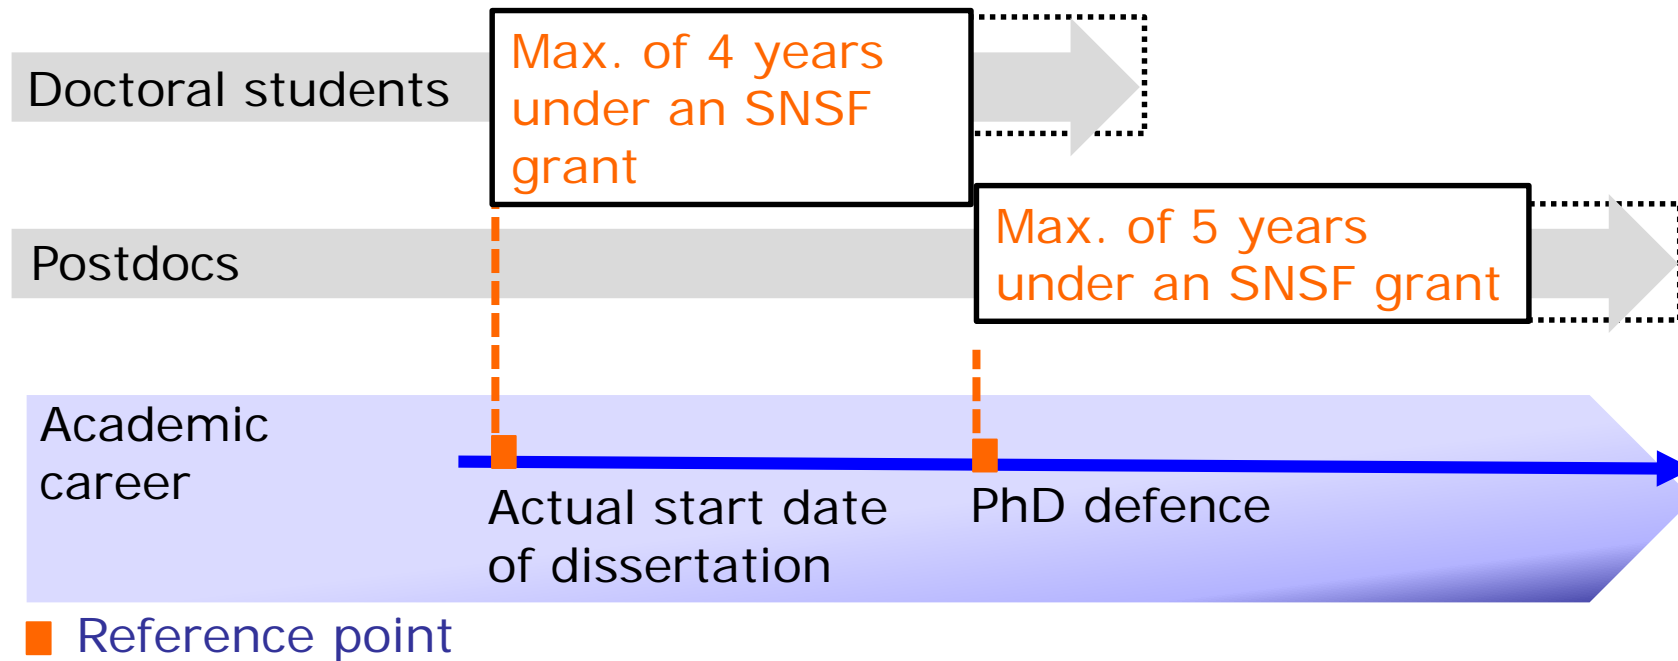 Doctoral students
Max. of 4 years
under an SNSF
grant
Postdocs
Max. of 5 years
under an SNSF grant
Academic
career
Actual start date
of dissertation
PhD defence
Reference point